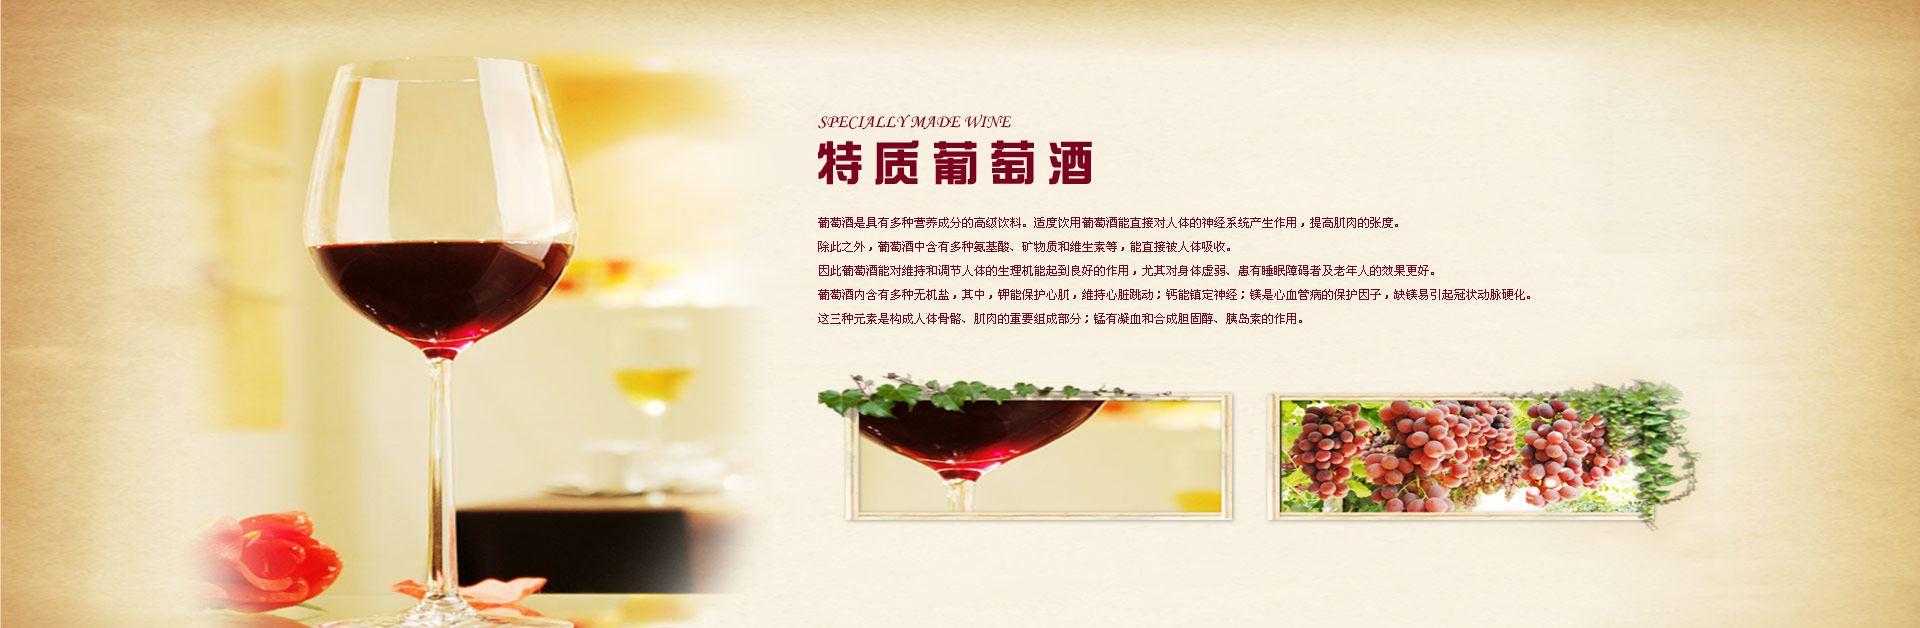 SPECIALLY MADE WINE
特质葡萄酒
葡萄酒是具有多种营养成分的高级饮料。适度饮用葡萄酒能直接对人体的神经系统产生作用，提高肌肉的张度。
除此之外，葡萄酒中含有多种氨基酸、矿物质和维生素等，能直接被人体吸收。
因此葡萄酒能对维持和调节人体的生理机能起到良好的作用，尤其对身体虚弱、患有睡眠障碍者及老年人的效果更好。
葡萄酒内含有多种无机盐，其中，钾能保护心肌，维持心脏跳动；钙能镇定神经；镁是心血管病的保护因子，缺镁易引起冠状动脉硬化。
这三种元素是构成人体骨骼、肌肉的重要组成部分；锰有凝血和合成胆固醇、胰岛素的作用。